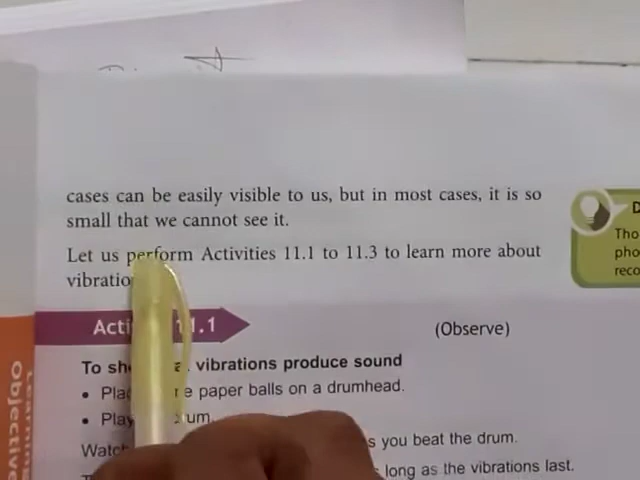 cases can be easily visible to us, but in most cases, it is so
small that we cannot see it.
Let us perform Activities 11.1 to 11.3 to learn more about
vibratio
Acti 11.1
(Observe)
To sh vibrations produce sound
• Pla paper balls on a drumhead.
• Play um.
Watc s you beat the drum.
long as the vibrations last.
D
Tho
pho
reco
Learning
Objective